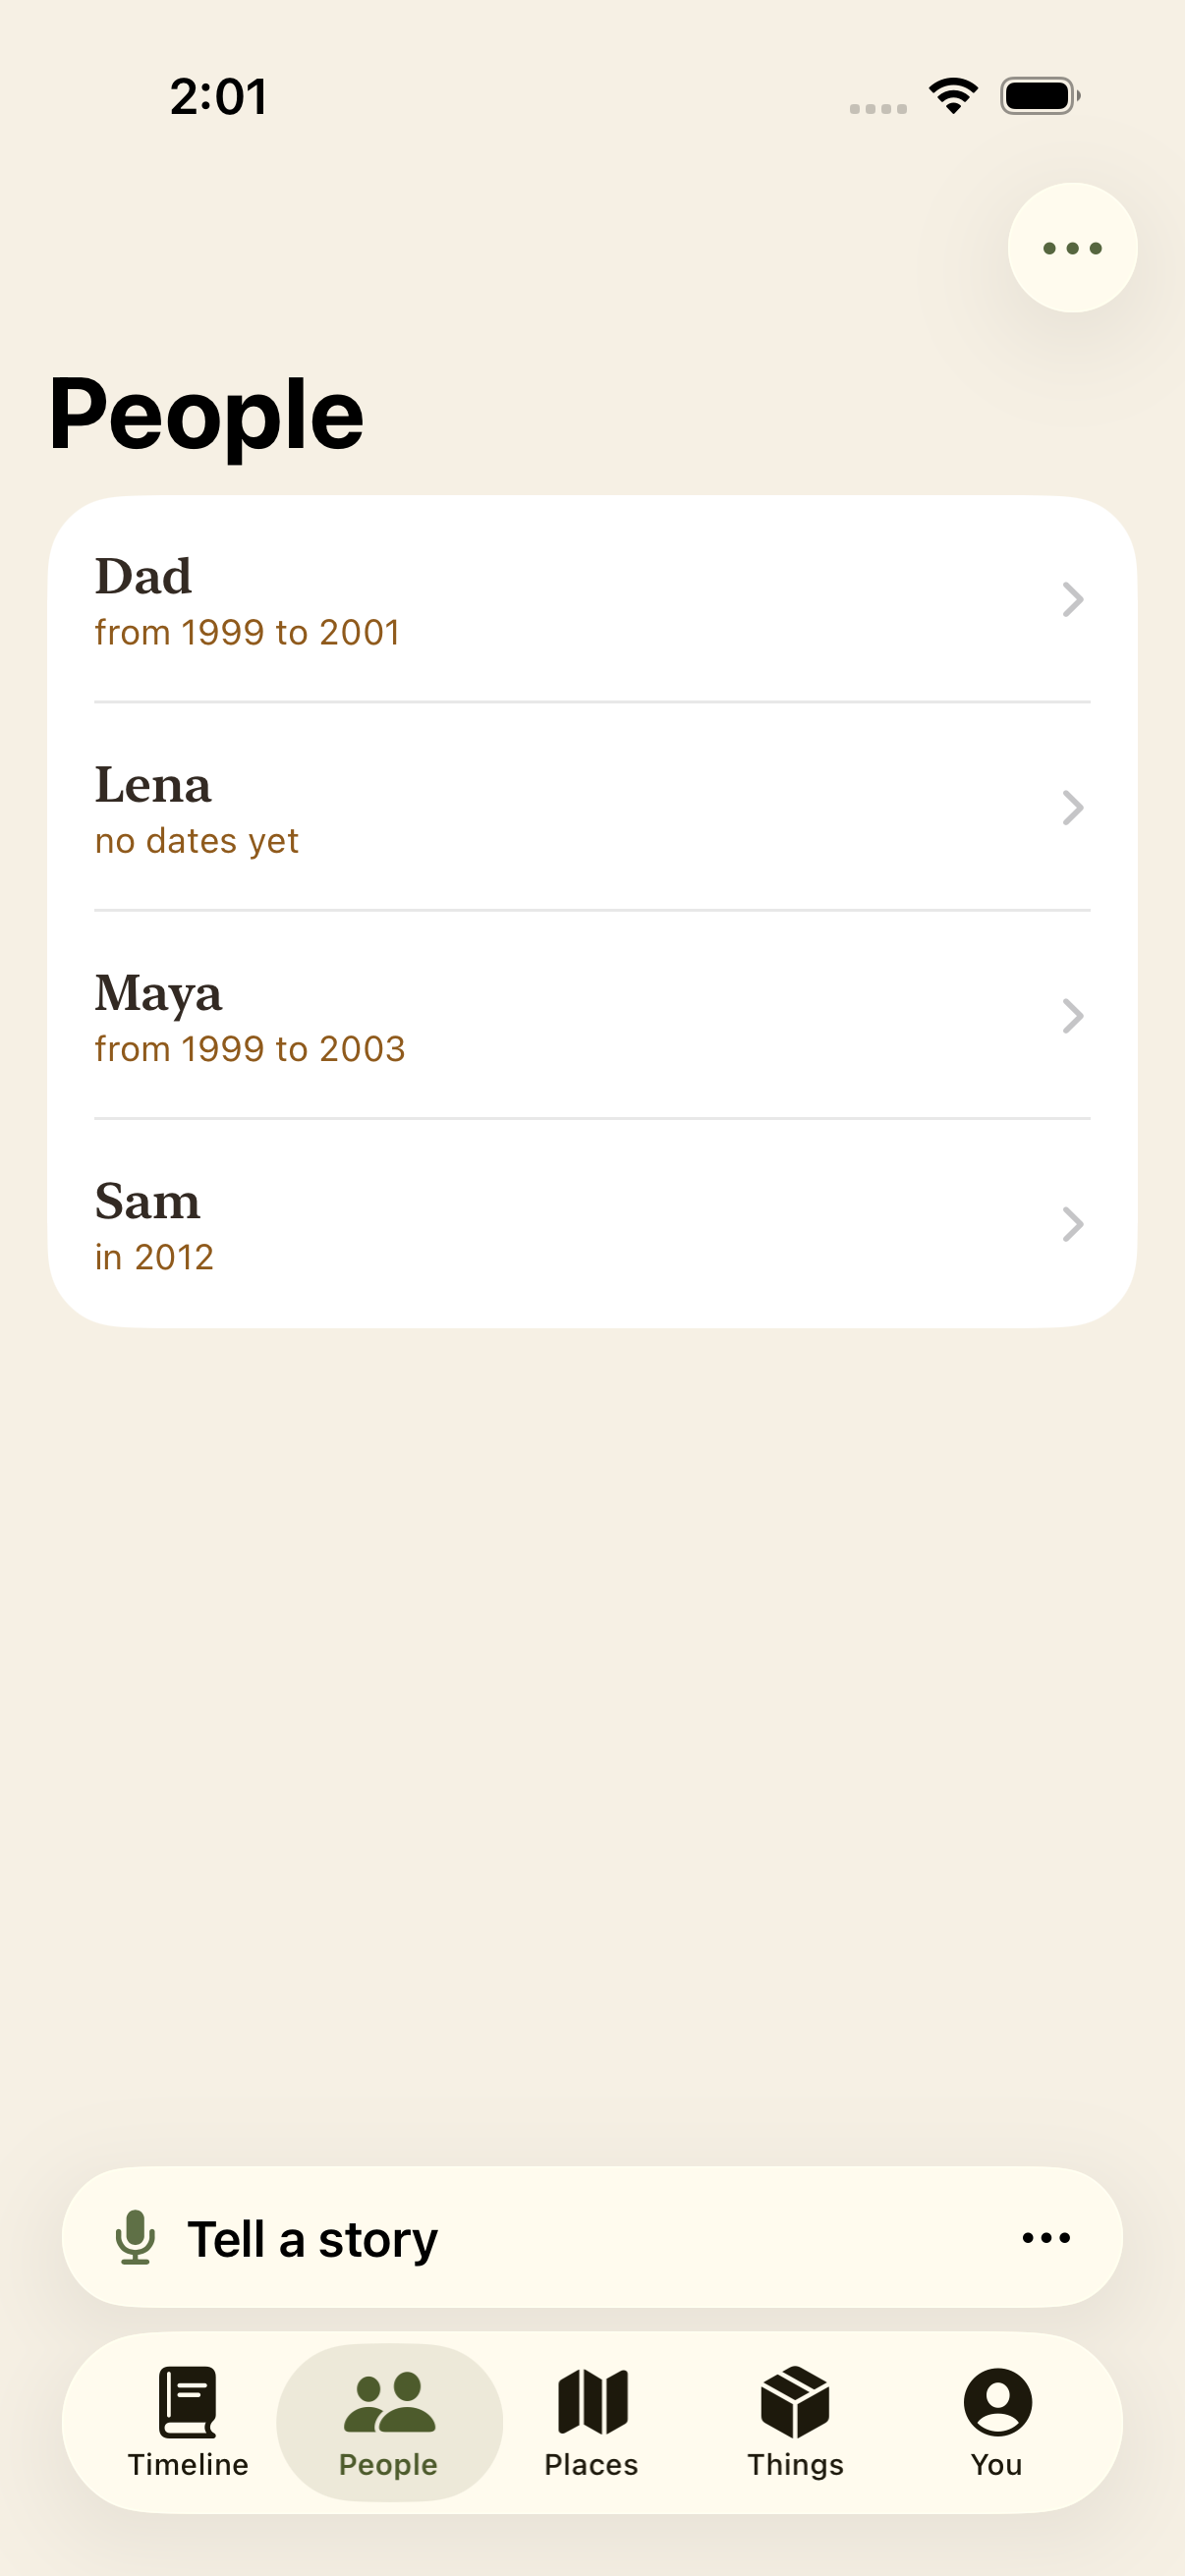 2:01
People
Dad
from 1999 to 2001
Lena
no dates yet
Maya
from 1999 to 2003
Sam
in 2012
Tell a story
Timeline
People
Places
Things
You